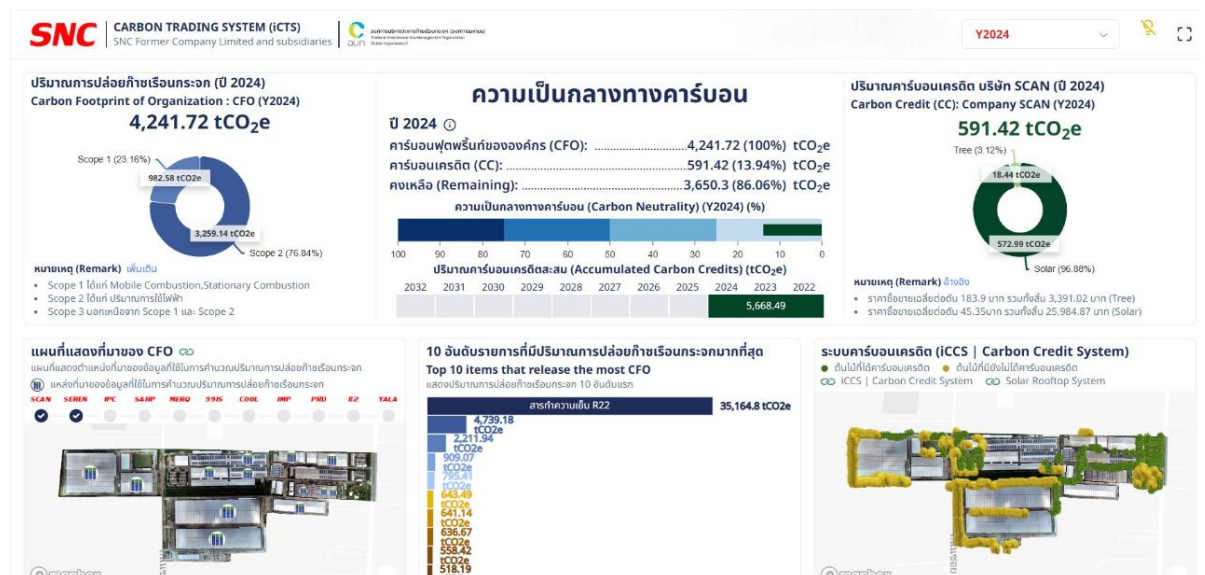 SNC
CARBON TRADING SYSTEM (iCTS)
SNC Former Company Limited and subsidiaries
Y2024
ปริมาณการปล่อยก๊าซเรือนกระจก (ปี 2024)
Carbon Footprint of Organization : CFO (Y2024)
4,241.72 tCO2e
Scope 1 (23.16%)
982.58 tCO2e
3,259.14 tCO2e
Scope 2 (76.84%)
หมายเหตุ (Remark) เพิ่มเติม
Scope 1 ได้แก่ Mobile Combustion,Stationary Combustion
Scope 2 ได้แก่ ปริมาณการใช้ไฟฟ้า
Scope 3 นอกเหนือจาก Scope 1 และ Scope 2
ความเป็นกลางทางคาร์บอน
ปี 2024
คาร์บอนฟุตพริ้นท์ขององค์กร (CFO): ............................4,241.72 (100%) tCO2e
คาร์บอนเครดิต (CC): ......................................................591.42 (13.94%) tCO2e
คงเหลือ (Remaining): .................................................3,650.3 (86.06%) tCO2e
ความเป็นกลางทางคาร์บอน (Carbon Neutrality) (Y2024) (%)
100 90 80 70 60 50 40 30 20 10 0
ปริมาณคาร์บอนเครดิตสะสม (Accumulated Carbon Credits) (tCO2e)
2032 2031 2030 2029 2028 2027 2026 2025 2024 2023 2022
5,668.49
ปริมาณคาร์บอนเครดิต บริษัท SCAN (ปี 2024)
Carbon Credit (CC): Company SCAN (Y2024)
591.42 tCO2e
Tree (3.12%)
18.44 tCO2e
572.99 tCO2e
Solar (96.88%)
หมายเหตุ (Remark) อ้างอิง
ราคาซื้อขายเฉลี่ยต่อตัน 183.9 บาท รวมทั้งสิ้น 3,391.02 บาท (Tree)
ราคาซื้อขายเฉลี่ยต่อตัน 45.35บาท รวมทั้งสิ้น 25,984.87 บาท (Solar)
แผนที่แสดงที่มาของ CFO
แผนที่แสดงตำแหน่งที่มาของข้อมูลที่ใช้ในการคำนวณปริมาณการปล่อยก๊าซเรือนกระจก
แหล่งที่มาของข้อมูลที่ใช้ในการคำนวณปริมาณการปล่อยก๊าซเรือนกระจก
SCAN SEREN IPC SAHP MERQ 99IS COOL IMP PRD R2 YALA
mapbox
10 อันดับรายการที่มีปริมาณการปล่อยก๊าซเรือนกระจกมากที่สุด
Top 10 items that release the most CFO
แสดงปริมาณการปล่อยก๊าซเรือนกระจก 10 อันดับแรก
สารทำความเย็น R22 35,164.8 tCO2e
4,739.18
tCO2e
2,211.94
tCO2e
909.07
tCO2e
795.41
tCO2e
643.49
tCO2e
641.14
tCO2e
636.67
tCO2e
558.42
tCO2e
518.19
ระบบคาร์บอนเครดิต (iCCS | Carbon Credit System)
ต้นไม้ที่ได้คาร์บอนเครดิต ต้นไม้ที่ยังไม่ได้คาร์บอนเครดิต
iCCS | Carbon Credit System Solar Rooftop System
mapbox